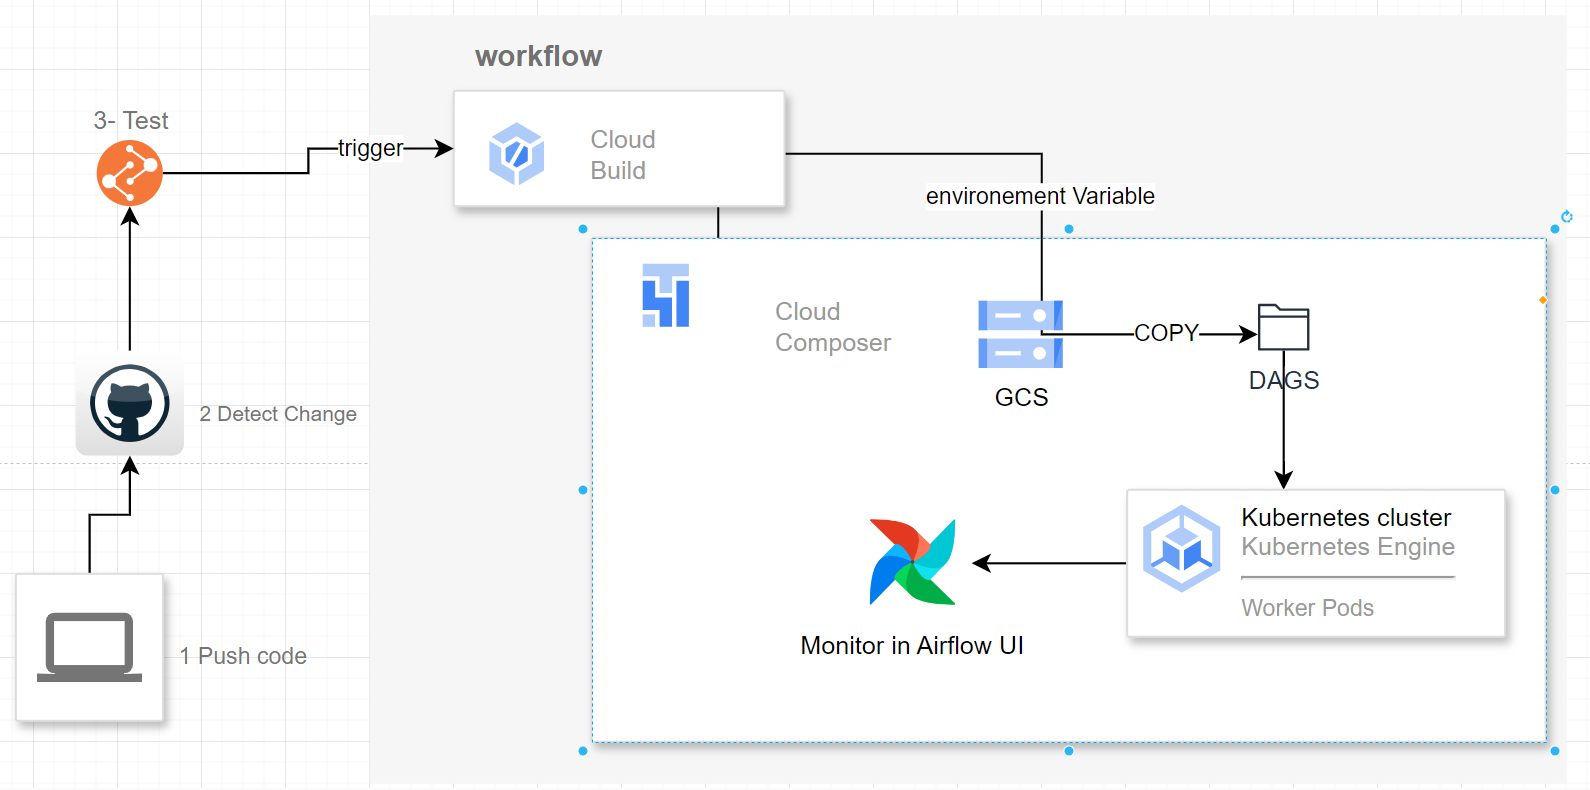 workflow
3- Test
trigger
Cloud
Build
environement Variable
Cloud
Composer
COPY
DAGS
GCS
2 Detect Change
Kubernetes cluster
Kubernetes Engine
Worker Pods
Monitor in Airflow UI
1 Push code